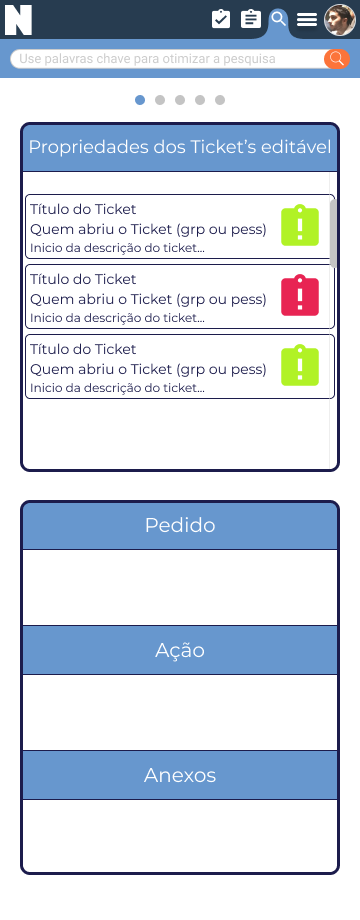 N
Use palavras chave para otimizar a pesquisa
Propriedades dos Ticket's editável
Título do Ticket
Quem abriu o Ticket (grp ou pess)
Inicio da descrição do ticket...
Título do Ticket
Quem abriu o Ticket (grp ou pess)
Inicio da descrição do ticket...
Título do Ticket
Quem abriu o Ticket (grp ou pess)
Inicio da descrição do ticket...
Pedido
Ação
Anexos